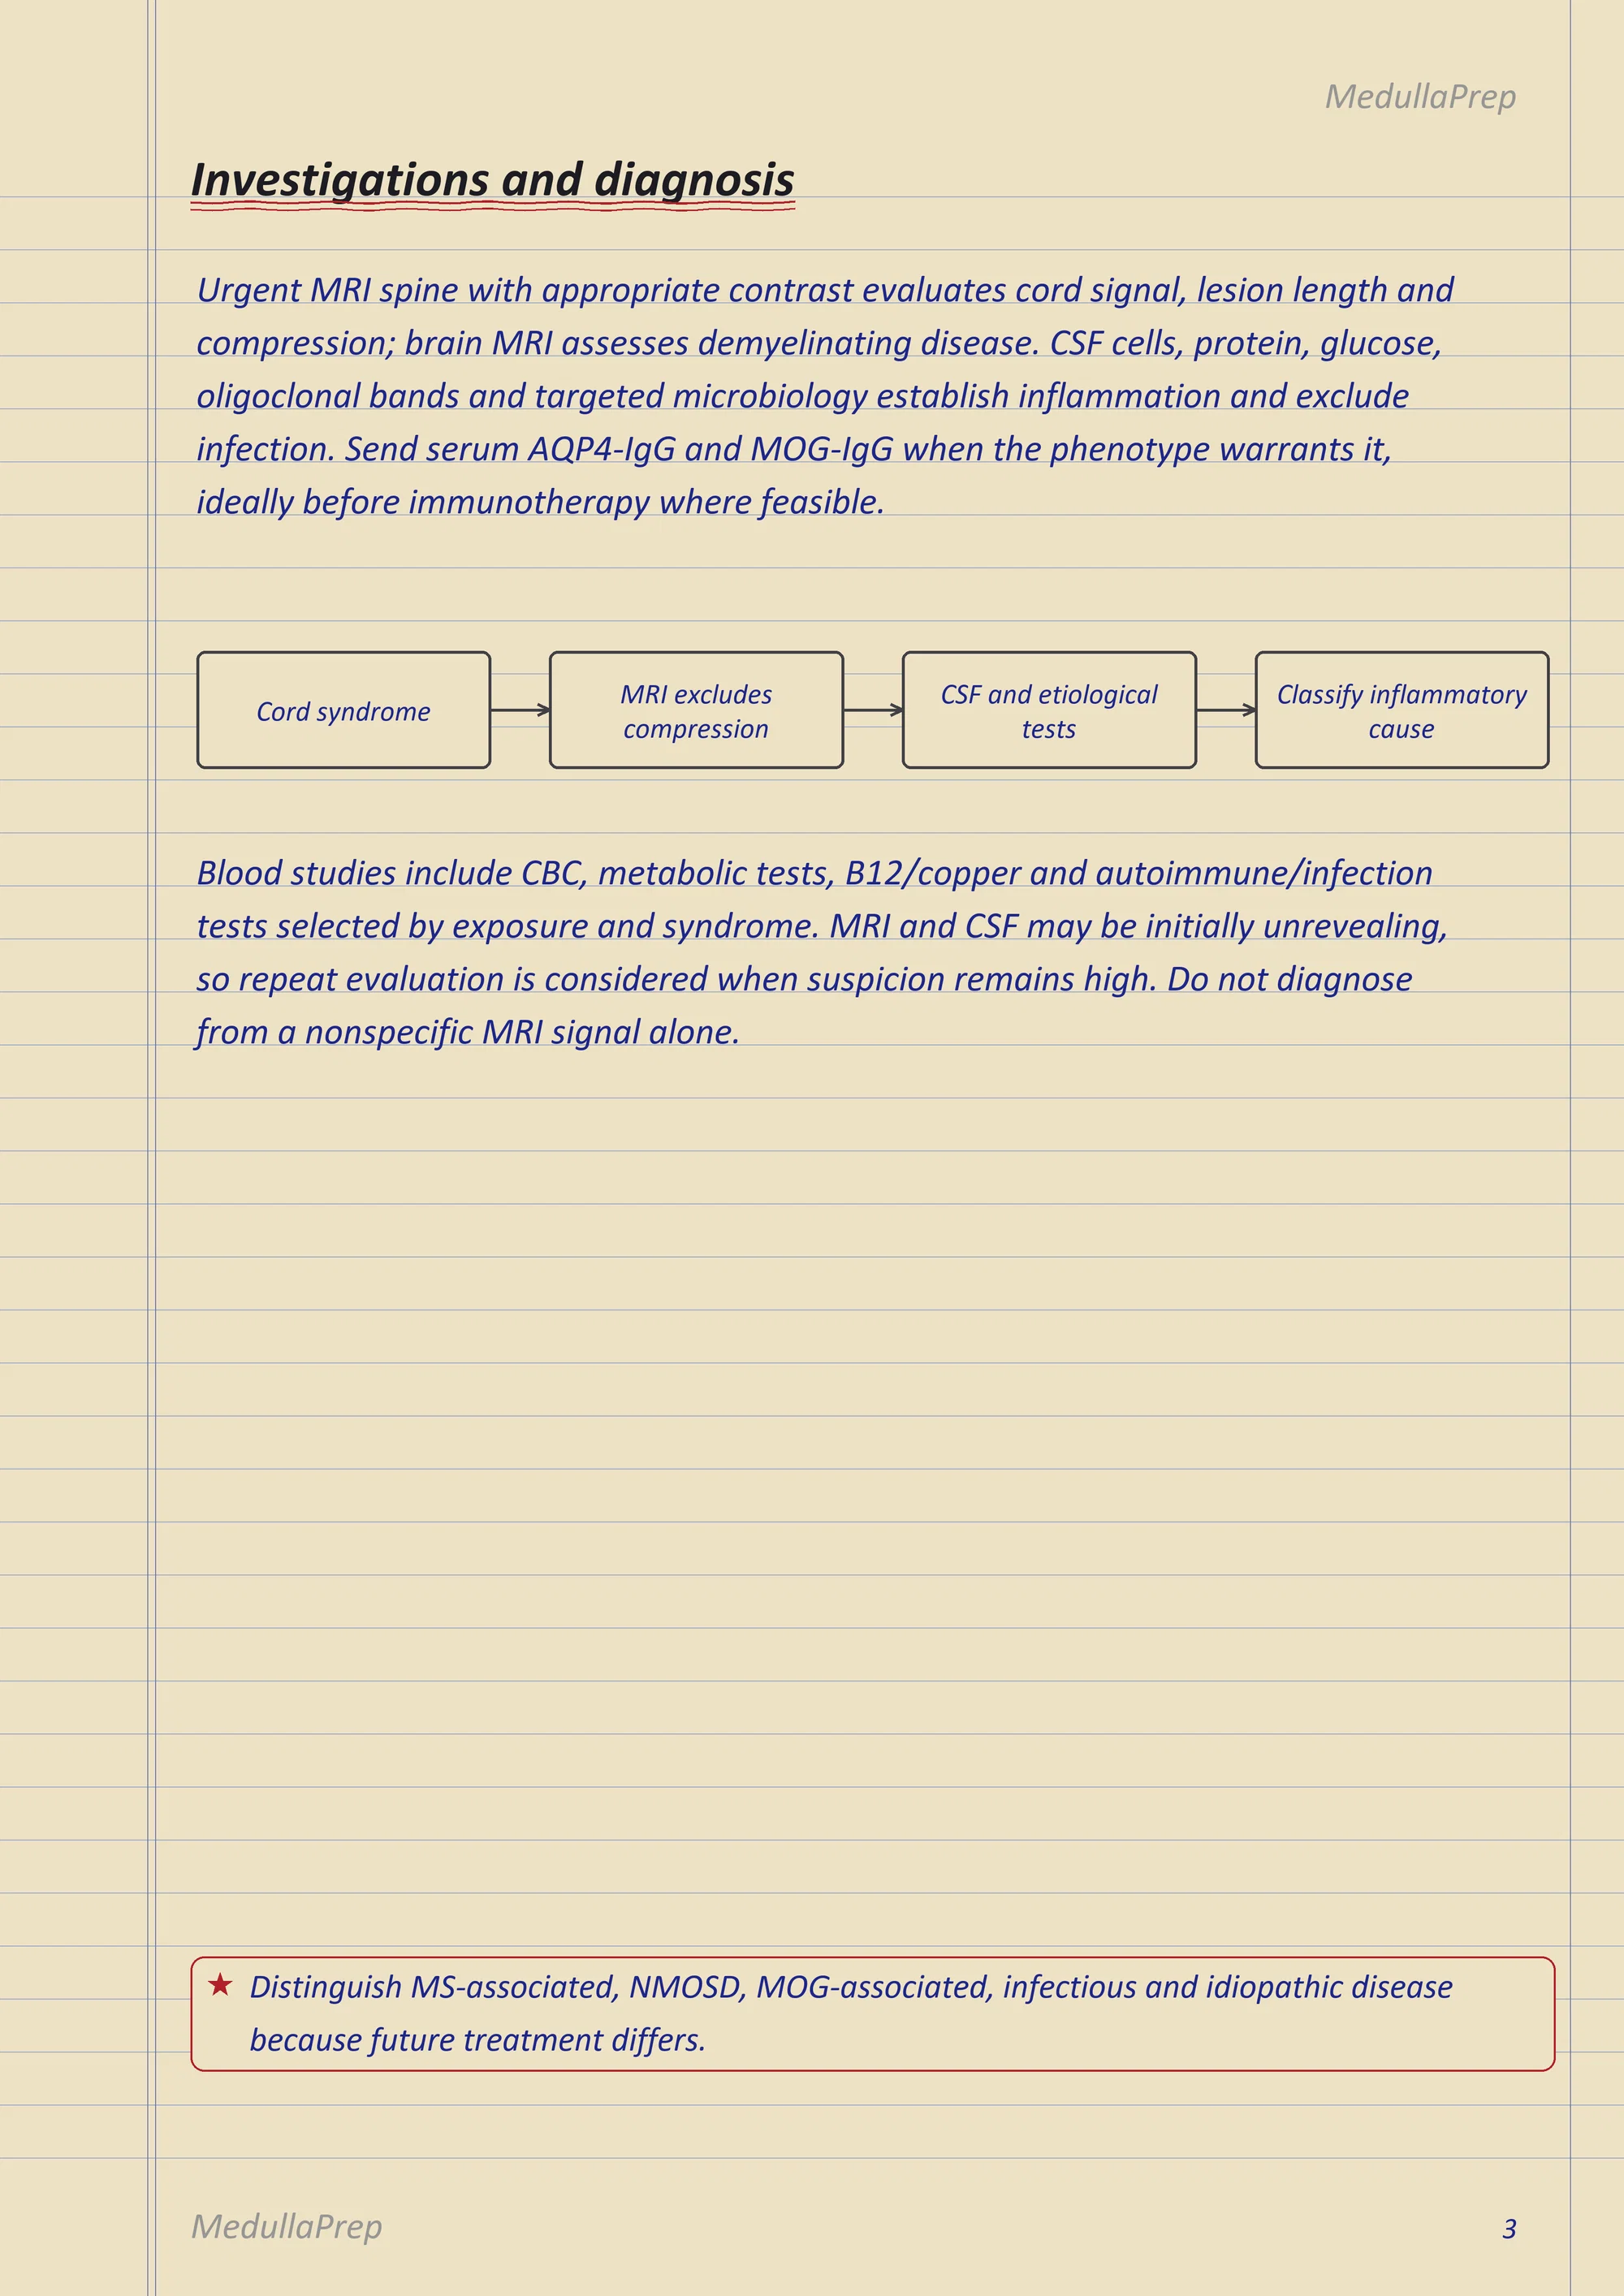 MedullaPrep
Investigations and diagnosis
Urgent MRI spine with appropriate contrast evaluates cord signal, lesion length and
compression; brain MRI assesses demyelinating disease. CSF cells, protein, glucose,
oligoclonal bands and targeted microbiology establish inflammation and exclude
infection. Send serum AQP4-IgG and MOG-IgG when the phenotype warrants it,
ideally before immunotherapy where feasible.
Cord syndrome
MRI excludes
compression
CSF and etiological
tests
Classify inflammatory
cause
Blood studies include CBC, metabolic tests, B12/copper and autoimmune/infection
tests selected by exposure and syndrome. MRI and CSF may be initially unrevealing,
so repeat evaluation is considered when suspicion remains high. Do not diagnose
from a nonspecific MRI signal alone.
★ Distinguish MS-associated, NMOSD, MOG-associated, infectious and idiopathic disease
because future treatment differs.
MedullaPrep
3